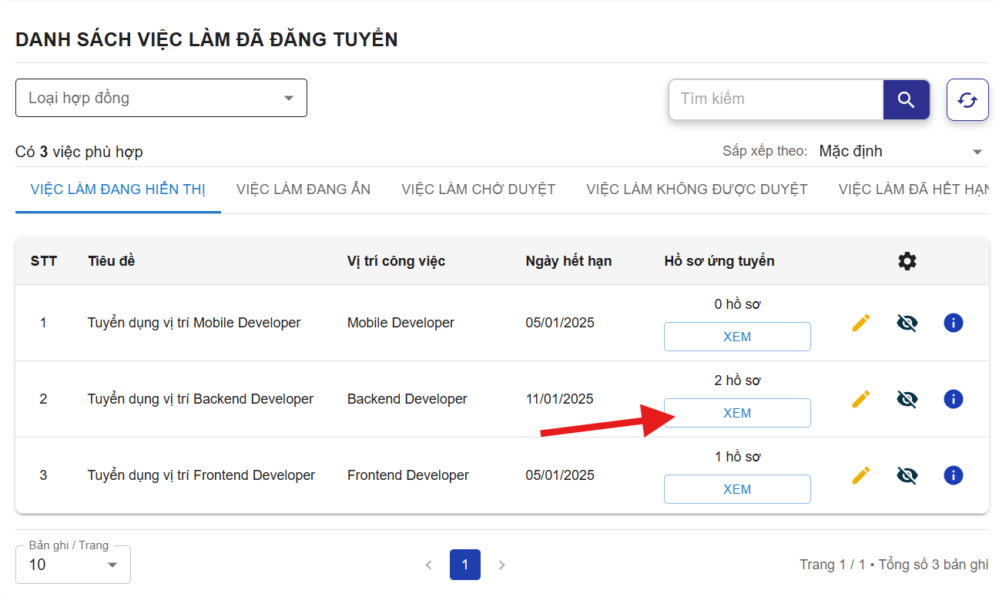 DANH SÁCH VIỆC LÀM ĐÃ ĐĂNG TUYỂN
Loại hợp đồng
Tìm kiếm
Có 3 việc phù hợp
Sắp xếp theo: Mặc định
VIỆC LÀM ĐANG HIỂN THỊ VIỆC LÀM ĐANG ẨN VIỆC LÀM CHỜ DUYỆT VIỆC LÀM KHÔNG ĐƯỢC DUYỆT VIỆC LÀM ĐÃ HẾT HẠN
STT Tiêu đề Vị trí công việc Ngày hết hạn Hồ sơ ứng tuyển
0 hồ sơ
1 Tuyển dụng vị trí Mobile Developer Mobile Developer 05/01/2025
XEM
2 hồ sơ
2 Tuyển dụng vị trí Backend Developer Backend Developer 11/01/2025
XEM
1 hồ sơ
3 Tuyển dụng vị trí Frontend Developer Frontend Developer 05/01/2025
XEM
Bản ghi / Trang
10
1
Trang 1 / 1 • Tổng số 3 bản ghi